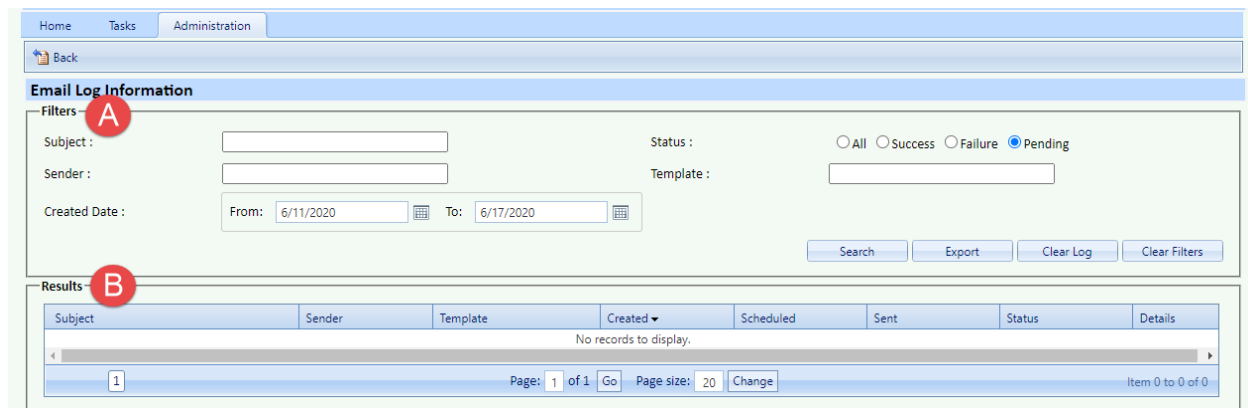 Home Tasks Administration
Back
Email Log Information
Filters A
Subject : Status : All Success Failure Pending
Sender : Template :
Created Date : From: 6/11/2020 To: 6/17/2020
Search Export Clear Log Clear Filters
Results B
Subject Sender Template Created Scheduled Sent Status Details
No records to display.
1 Page: 1 of 1 Go Page size: 20 Change Item 0 to 0 of 0